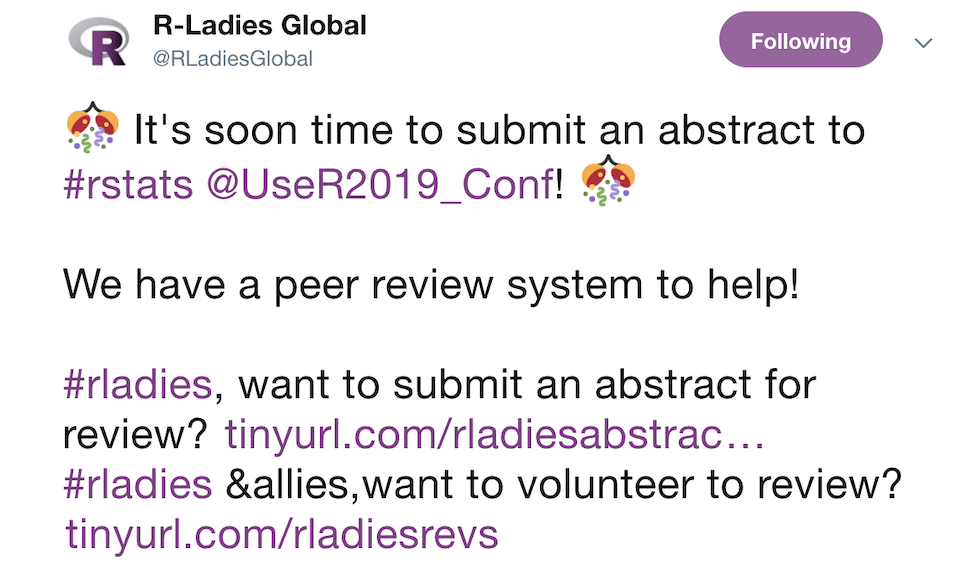 R
R-Ladies Global
@RLadiesGlobal
Following
It's soon time to submit an abstract to
#rstats @UseR2019_Conf!
We have a peer review system to help!
#rladies, want to submit an abstract for
review? tinyurl.com/rladiesabstrac…
#rladies &allies,want to volunteer to review?
tinyurl.com/rladiesrevs